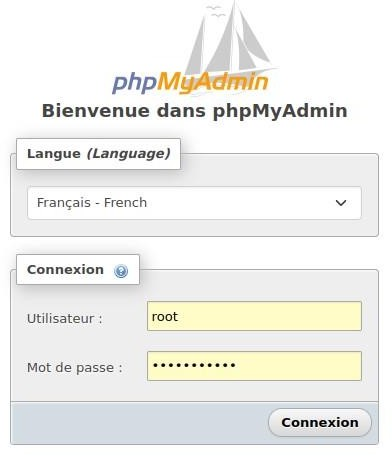 phpMyAdmin
Bienvenue dans phpMyAdmin
Langue (Language)
Français - French
Connexion
Utilisateur :
root
Mot de passe :
•••••••••••
Connexion